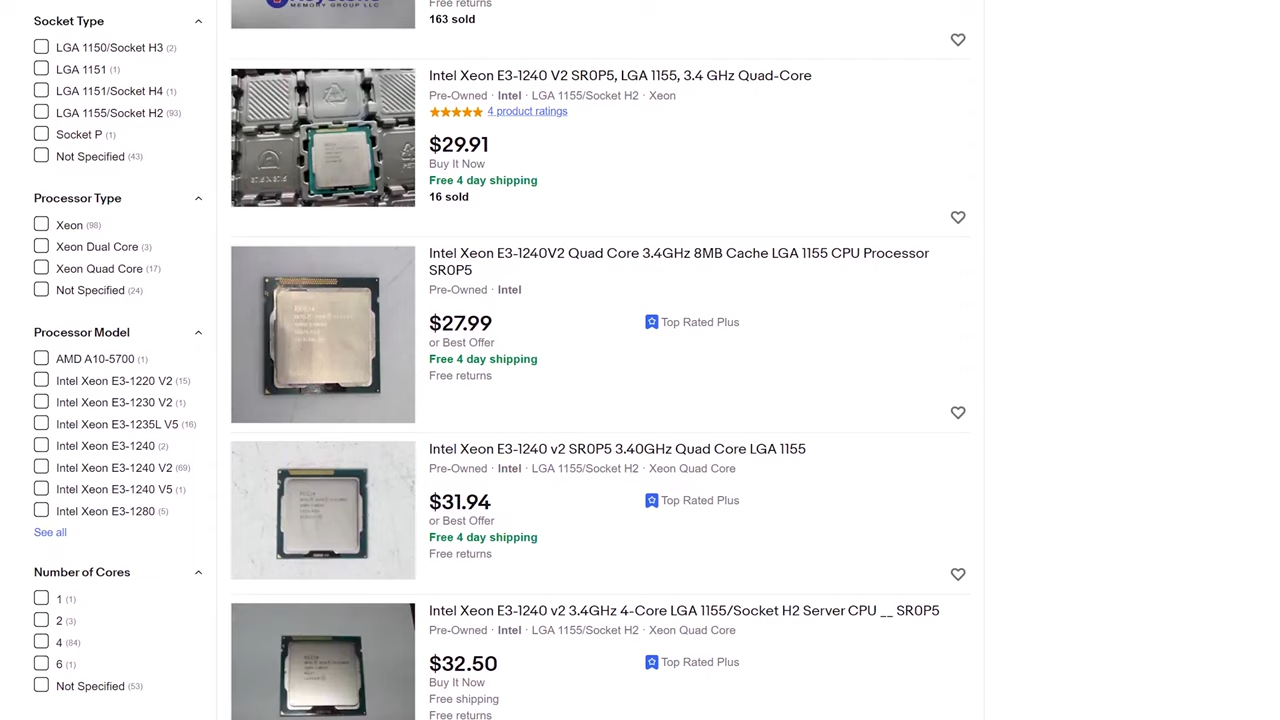 Socket Type
LGA 1150/Socket H3 (2)
LGA 1151 (1)
LGA 1151/Socket H4 (1)
LGA 1155/Socket H2 (93)
Socket P (1)
Not Specified (43)
Processor Type
Xeon (98)
Xeon Dual Core (3)
Xeon Quad Core (17)
Not Specified (24)
Processor Model
AMD A10-5700 (1)
Intel Xeon E3-1220 V2 (15)
Intel Xeon E3-1230 V2 (1)
Intel Xeon E3-1235L V5 (16)
Intel Xeon E3-1240 (2)
Intel Xeon E3-1240 V2 (69)
Intel Xeon E3-1240 V5 (1)
Intel Xeon E3-1280 (5)
See all
Number of Cores
1 (1)
2 (3)
4 (84)
6 (1)
Not Specified (53)
MEMORY GROUP LLC
Free returns
163 sold
Intel Xeon E3-1240 V2 SR0P5, LGA 1155, 3.4 GHz Quad-Core
Pre-Owned · Intel · LGA 1155/Socket H2 · Xeon
4 product ratings
$29.91
Buy It Now
Free 4 day shipping
16 sold
Intel Xeon E3-1240V2 Quad Core 3.4GHz 8MB Cache LGA 1155 CPU Processor
SR0P5
Pre-Owned · Intel
$27.99
Top Rated Plus
or Best Offer
Free 4 day shipping
Free returns
Intel Xeon E3-1240 v2 SR0P5 3.40GHz Quad Core LGA 1155
Pre-Owned · Intel · LGA 1155/Socket H2 · Xeon Quad Core
$31.94
Top Rated Plus
or Best Offer
Free 4 day shipping
Free returns
Intel Xeon E3-1240 v2 3.4GHz 4-Core LGA 1155/Socket H2 Server CPU __ SR0P5
Pre-Owned · Intel · LGA 1155/Socket H2 · Xeon Quad Core
$32.50
Top Rated Plus
Buy It Now
Free shipping
Free returns